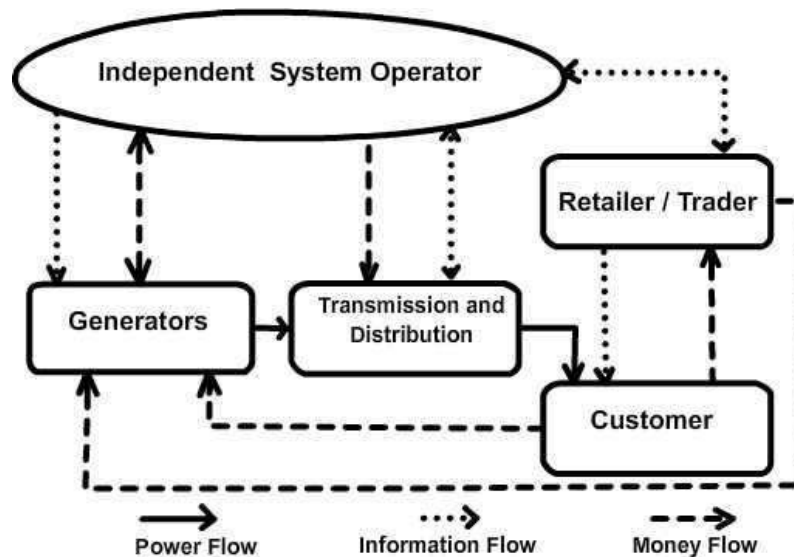 Independent System Operator
Retailer / Trader
Generators
Transmission and
Distribution
Customer
Power Flow
Information Flow
Money Flow